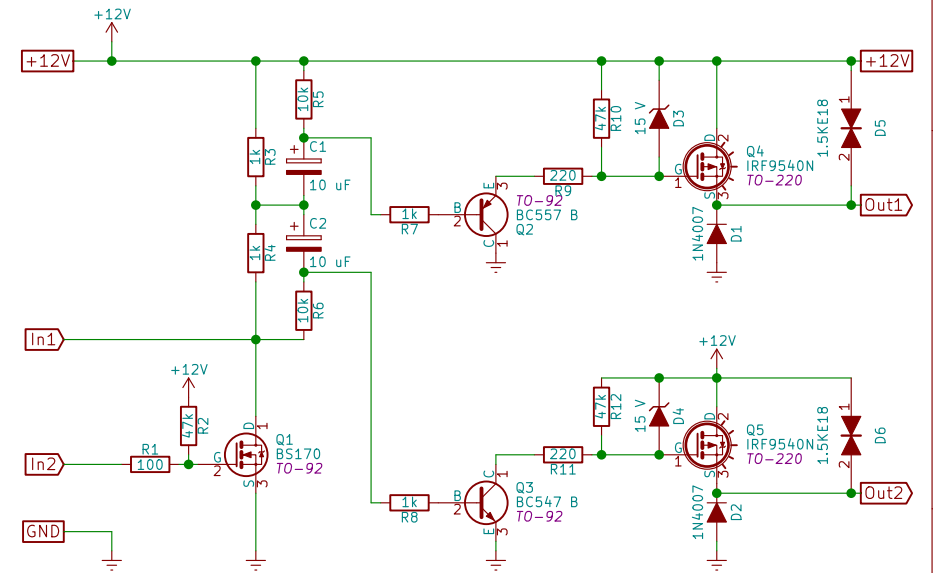 +12V
+12V
+12V
10k
R5
47k
R10
15 V
D3
1.5KE18
1
2
D5
1k
R3
+
C1
10 uF
Q4
IRF9540N
TO-220
D
2
G
1
S
3
220
R9
E
3
TO-92
BC557 B
Q2
B
2
C
1
1k
R7
Out1
1N4007
D1
1k
R4
+
C2
10 uF
10k
R6
In1
+12V
+12V
47k
R2
47k
R12
15 V
D4
D
2
Q5
IRF9540N
TO-220
G
1
S
3
1.5KE18
1
2
D6
D
1
Q1
BS170
TO-92
G
2
S
3
In2
R1
100
220
R11
C
1
Q3
BC547 B
TO-92
B
2
E
3
1k
R8
Out2
1N4007
D2
GND